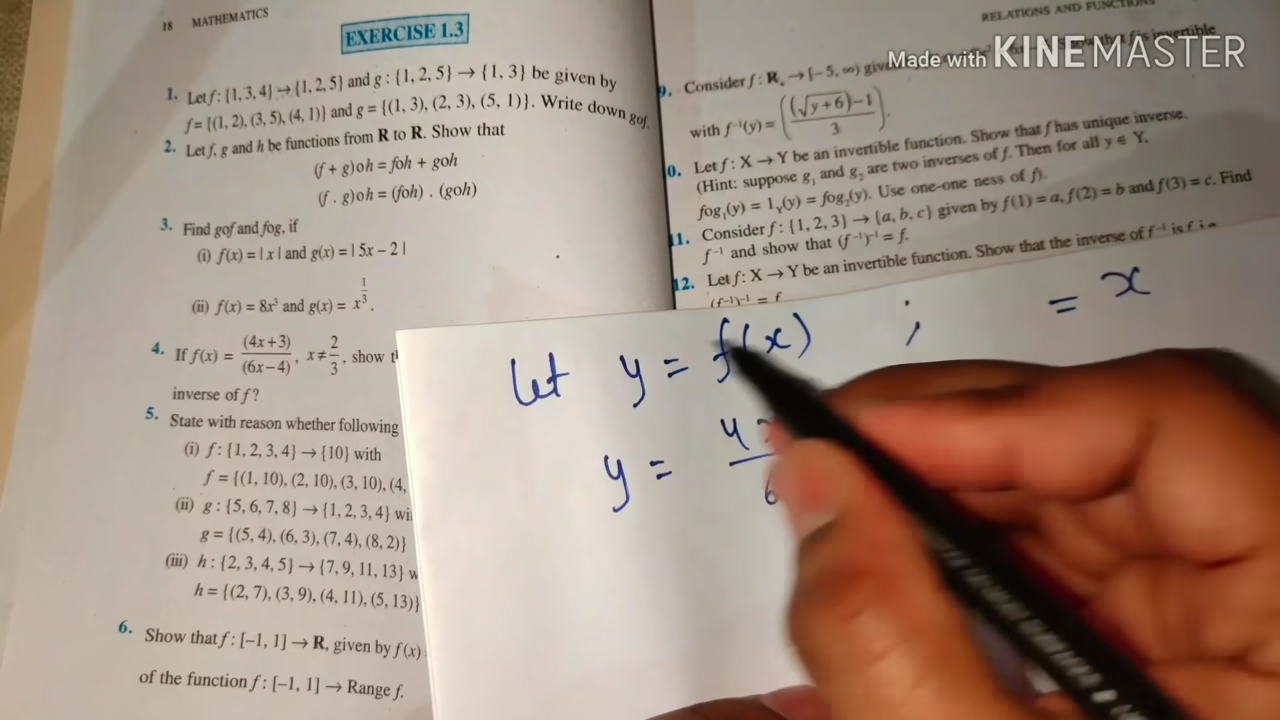 18 MATHEMATICS
EXERCISE 1.3
1. Let f : {1, 3, 4} → {1, 2, 5} and g : {1, 2, 5} → {1, 3} be given by
f = {(1, 2), (3, 5), (4, 1)} and g = {(1, 3), (2, 3), (5, 1)}. Write down gof.
2. Let f, g and h be functions from R to R. Show that
(f + g)oh = foh + goh
(f . g)oh = (foh) . (goh)
3. Find gof and fog, if
(i) f(x) = | x | and g(x) = | 5x – 2 |
(ii) f(x) = 8x³ and g(x) = x^(1/3).
4. If f(x) = (4x+3)/(6x–4), x ≠ 2/3, show
inverse of f?
5. State with reason whether following
(i) f : {1, 2, 3, 4} → {10} with
f = {(1, 10), (2, 10), (3, 10), (4,
(ii) g : {5, 6, 7, 8} → {1, 2, 3, 4}
g = {(5, 4), (6, 3), (7, 4), (8, 2)}
(iii) h : {2, 3, 4, 5} → {7, 9, 11, 13}
h = {(2, 7), (3, 9), (4, 11), (5, 13)}
6. Show that f : [–1, 1] → R, given by f(x)
of the function f : [–1, 1] → Range f.
RELATIONS AND FUNCTIONS
Made with KINEMASTER
9. Consider f : R₊ → [– 5, ∞) invertible
with f⁻¹(y) = ((√y+6) – 1)/3).
0. Let f : X → Y be an invertible function. Show that f has unique inverse.
(Hint: suppose g₁ and g₂ are two inverses of f. Then for all y ∈ Y,
fog₁(y) = 1_Y(y) = fog₂(y). Use one-one ness of f).
11. Consider f : {1, 2, 3} → {a, b, c} given by f(1) = a, f(2) = b and f(3) = c. Find
f⁻¹ and show that (f⁻¹)⁻¹ = f.
12. Let f : X → Y be an invertible function. Show that the inverse of f⁻¹ is f, i.e.,
(f⁻¹)⁻¹ = f
Let y = f(x) ; = x
y = 4
6